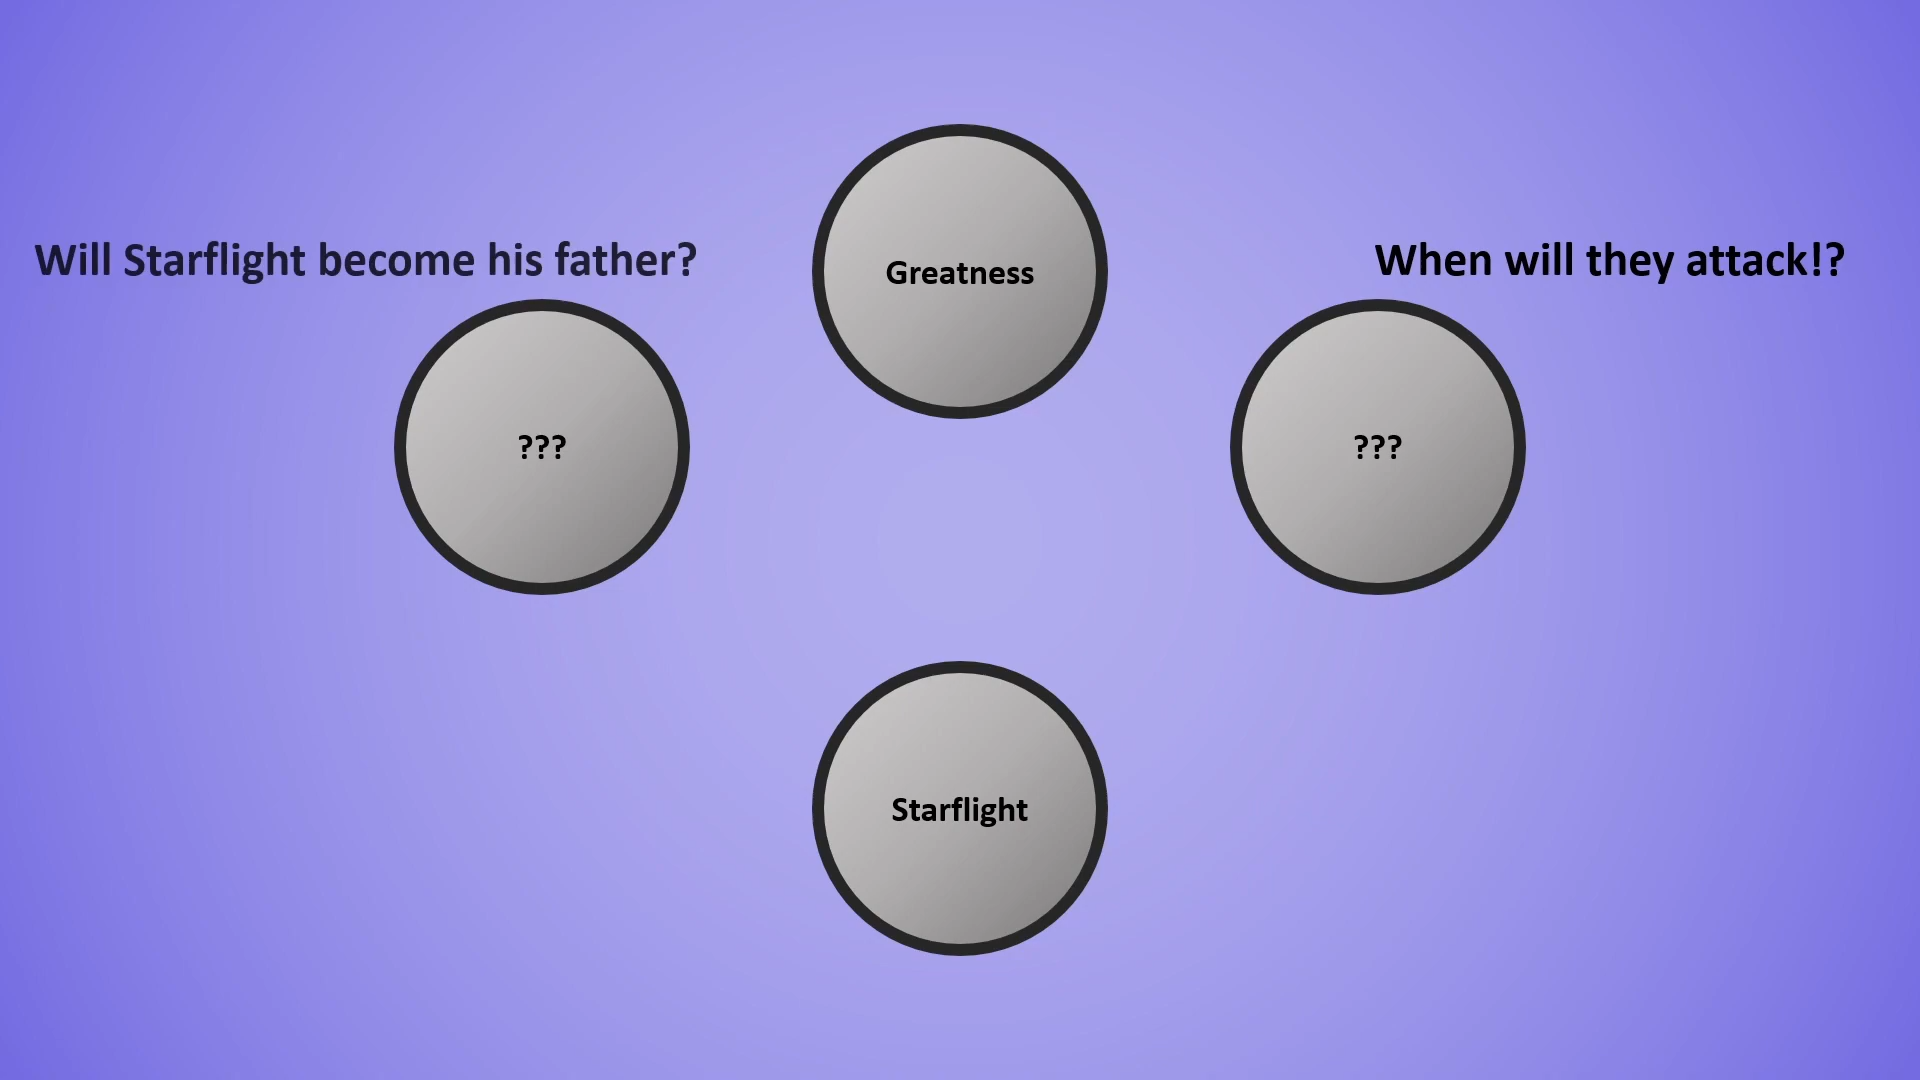 Will Starflight become his father?
Greatness
When will they attack!?
???
???
Starflight